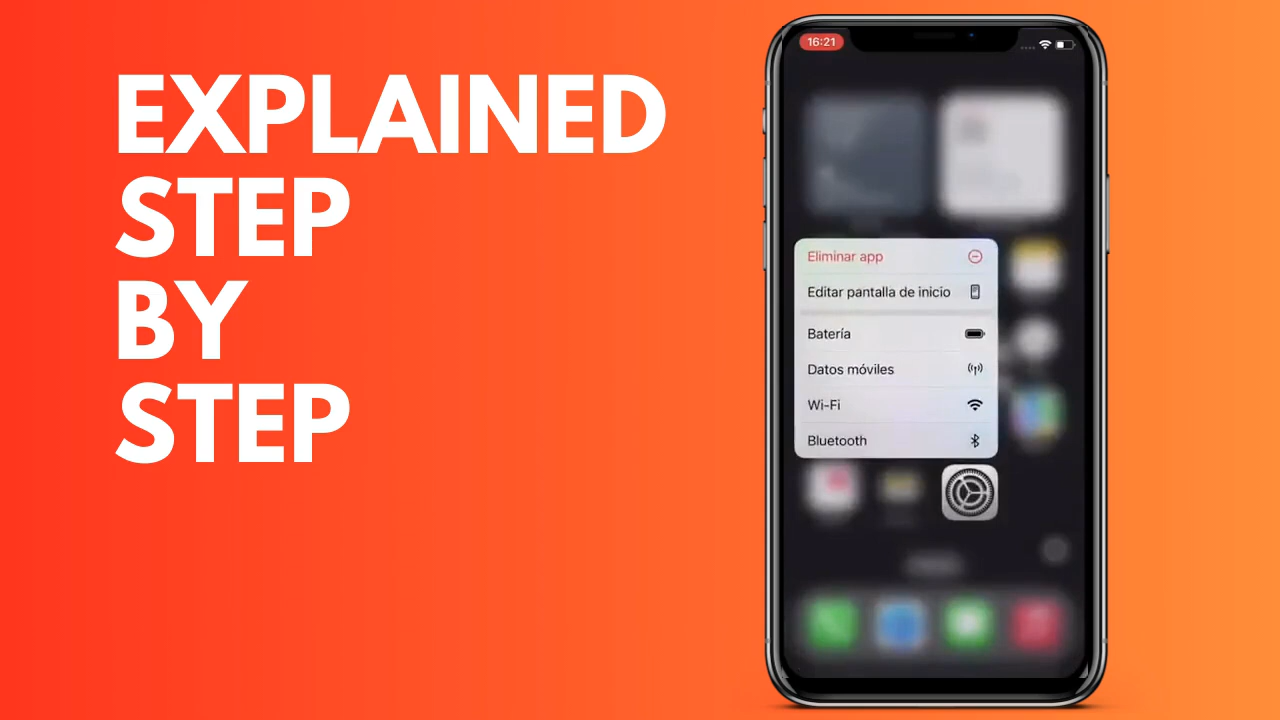 EXPLAINED
STEP
BY
STEP
16:21
Eliminar app
Editar pantalla de inicio
Batería
Datos móviles
Wi-Fi
Bluetooth